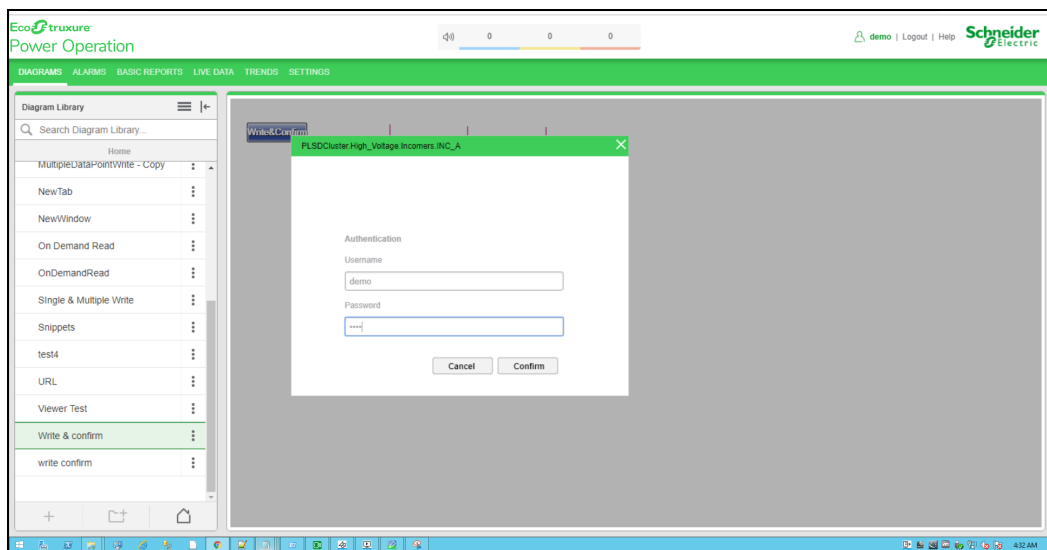 EcoStruxure
Power Operation
0 0 0
demo | Logout | Help
Schneider
Electric
DIAGRAMS ALARMS BASIC REPORTS LIVE DATA TRENDS SETTINGS
Diagram Library
Search Diagram Library...
Home
MultipleDataPointWrite - Copy
NewTab
NewWindow
On Demand Read
OnDemandRead
SIngle & Multiple Write
Snippets
test4
URL
Viewer Test
Write & confirm
write confirm
Write&Confirm
PLSDCluster.High_Voltage.Incomers.INC_A
Authentication
Username
demo
Password
••••
Cancel Confirm
4:32 AM